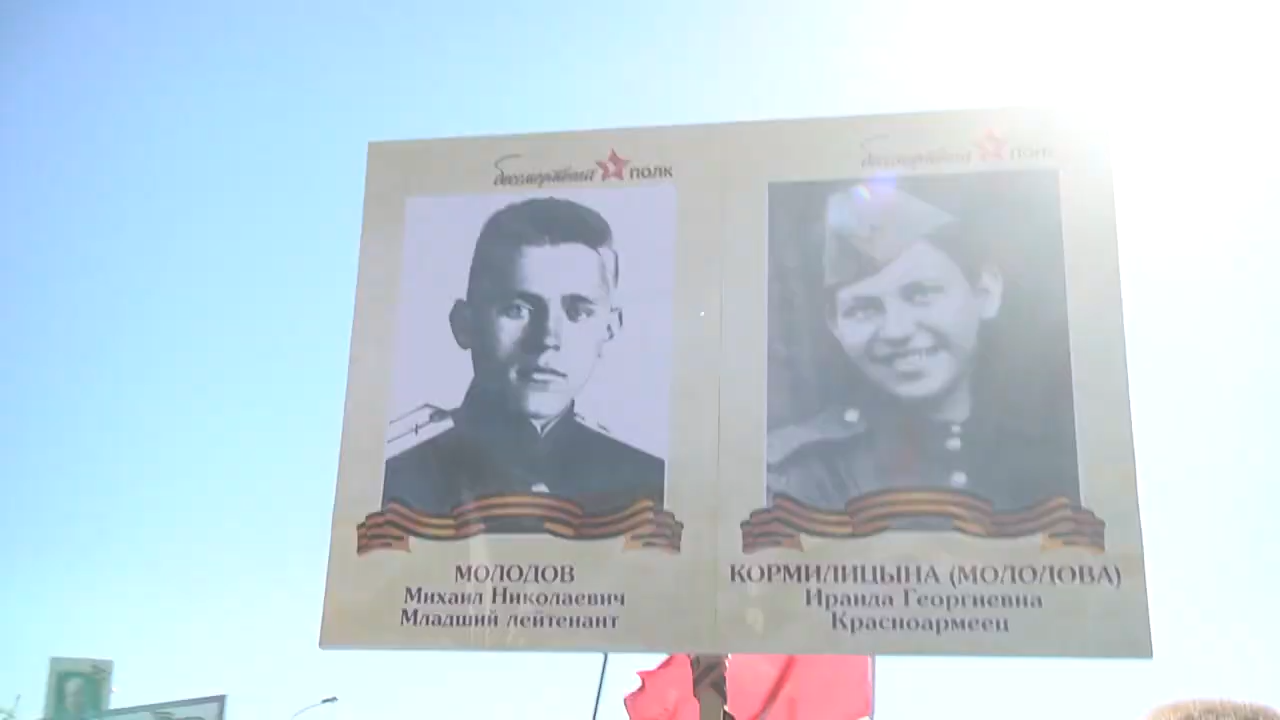 бессмертный полк
МОЛОДОВ
Михаил Николаевич
Младший лейтенант
бессмертный полк
КОРМИЛИЦЫНА (МОЛОДОВА)
Ираида Георгиевна
Красноармеец